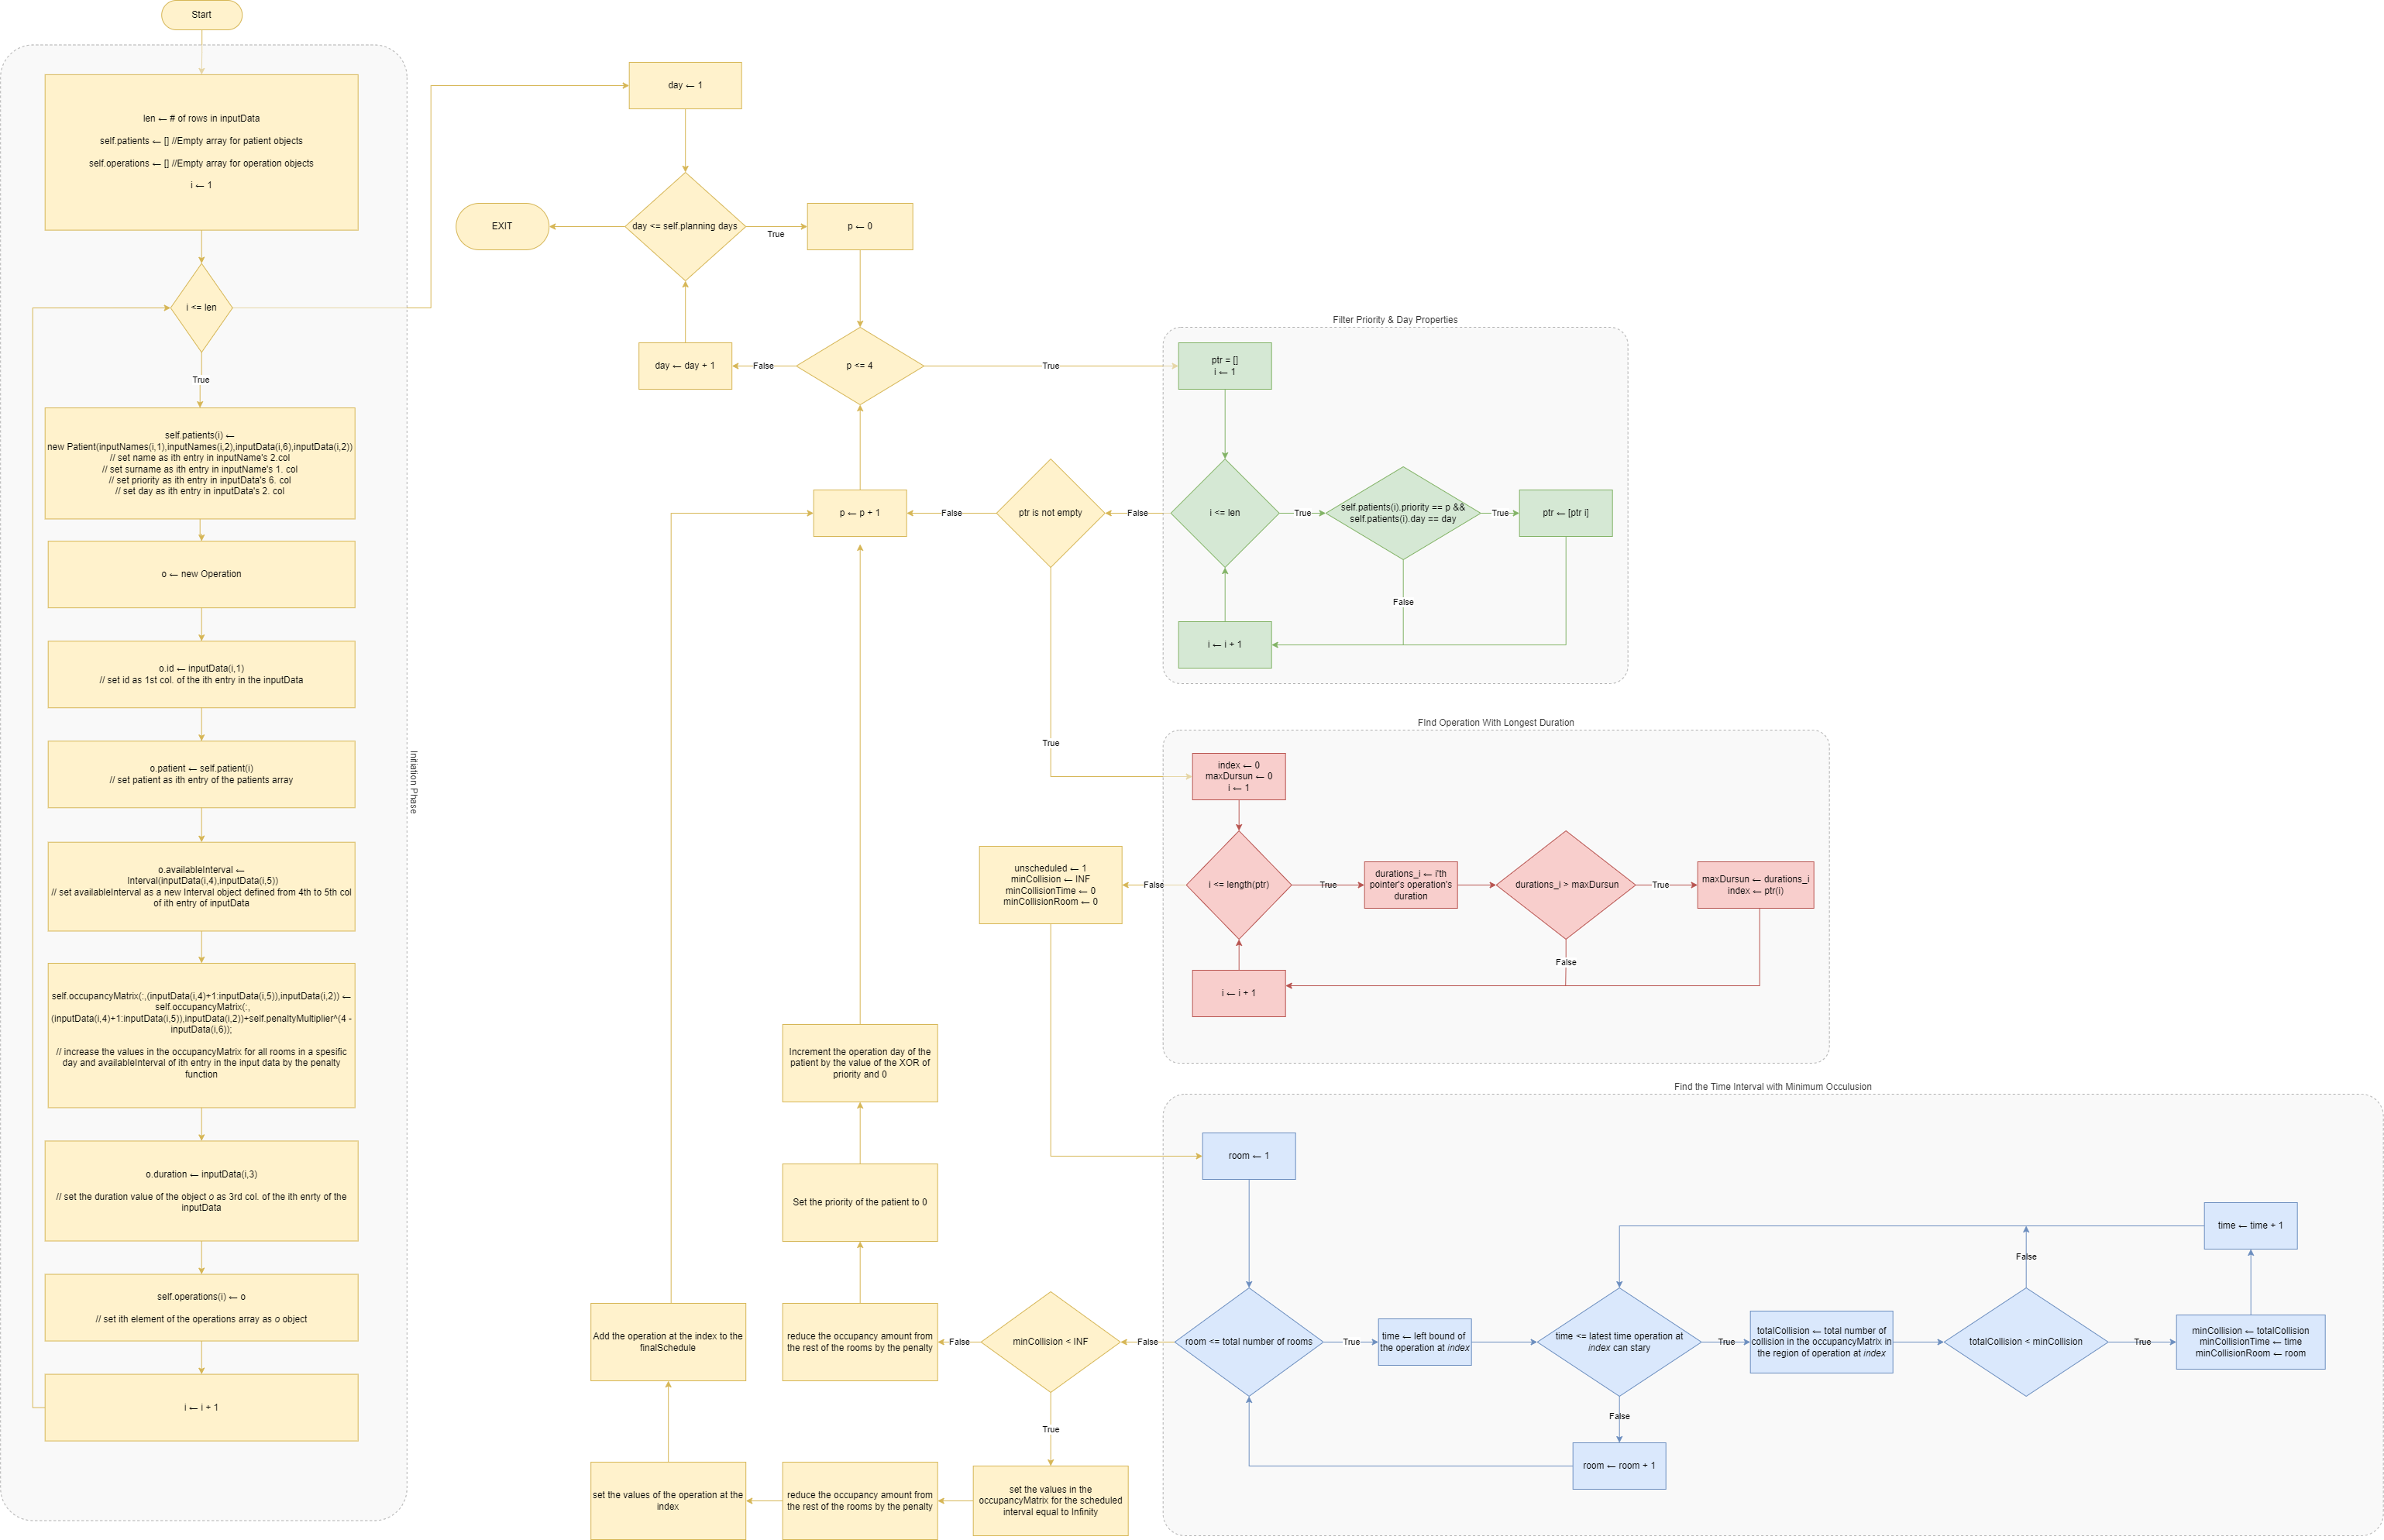 Start
len ← # of rows in inputData
self.patients ← [] //Empty array for patient objects
self.operations ← [] //Empty array for operation objects
i ← 1
i <= len
True
self.patients(i) ←
new Patient(inputNames(i,1),inputNames(i,2),inputData(i,6),inputData(i,2))
// set name as ith entry in inputName's 2.col
// set surname as ith entry in inputName's 1. col
// set priority as ith entry in inputData's 6. col
// set day as ith entry in inputData's 2. col
o ← new Operation
o.id ← inputData(i,1)
// set id as 1st col. of the ith entry in the inputData
o.patient ← self.patient(i)
// set patient as ith entry of the patients array
o.availableInterval ←
Interval(inputData(i,4),inputData(i,5))
// set availableInterval as a new Interval object defined from 4th to 5th col
of ith entry of inputData
self.occupancyMatrix(:,(inputData(i,4)+1:inputData(i,5)),inputData(i,2)) ←
self.occupancyMatrix(:,
(inputData(i,4)+1:inputData(i,5)),inputData(i,2))+self.penaltyMultiplier^(4 -
inputData(i,6));
// increase the values in the occupancyMatrix for all rooms in a spesific
day and availableInterval of ith entry in the input data by the penalty
function
o.duration ← inputData(i,3)
// set the duration value of the object o as 3rd col. of the ith enrty of the
inputData
self.operations(i) ← o
// set ith element of the operations array as o object
i ← i + 1
Initiation Phase
day ← 1
day <= self.planning days
EXIT
True
p ← 0
p <= 4
False
day ← day + 1
True
p ← p + 1
False
ptr is not empty
False
True
Filter Priority & Day Properties
ptr = []
i ← 1
i <= len
True
self.patients(i).priority == p &&
self.patients(i).day == day
True
ptr ← [ptr i]
False
i ← i + 1
FInd Operation With Longest Duration
index ← 0
maxDursun ← 0
i ← 1
i <= length(ptr)
True
durations_i ← i'th
pointer's operation's
duration
durations_i > maxDursun
True
maxDursun ← durations_i
index ← ptr(i)
False
i ← i + 1
False
unscheduled ← 1
minCollision ← INF
minCollisionTime ← 0
minCollisionRoom ← 0
Find the Time Interval with Minimum Occulusion
room ← 1
room <= total number of rooms
True
time ← left bound of
the operation at index
time <= latest time operation at
index can stary
True
totalCollision ← total number of
collision in the occupancyMatrix in
the region of operation at index
totalCollision < minCollision
True
minCollision ← totalCollision
minCollisionTime ← time
minCollisionRoom ← room
False
time ← time + 1
False
room ← room + 1
False
minCollision < INF
False
reduce the occupancy amount from
the rest of the rooms by the penalty
Set the priority of the patient to 0
Increment the operation day of the
patient by the value of the XOR of
priority and 0
True
set the values in the
occupancyMatrix for the scheduled
interval equal to Infinity
reduce the occupancy amount from
the rest of the rooms by the penalty
set the values of the operation at the
index
Add the operation at the index to the
finalSchedule